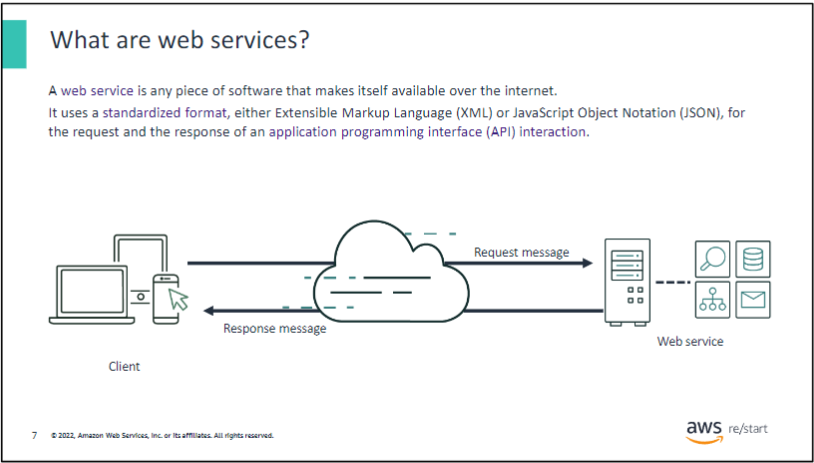 What are web services?
A web service is any piece of software that makes itself available over the internet.
It uses a standardized format, either Extensible Markup Language (XML) or JavaScript Object Notation (JSON), for
the request and the response of an application programming interface (API) interaction.
Request message
Response message
Web service
Client
7 © 2022, Amazon Web Services, Inc. or its affiliates. All rights reserved.
aws re/start